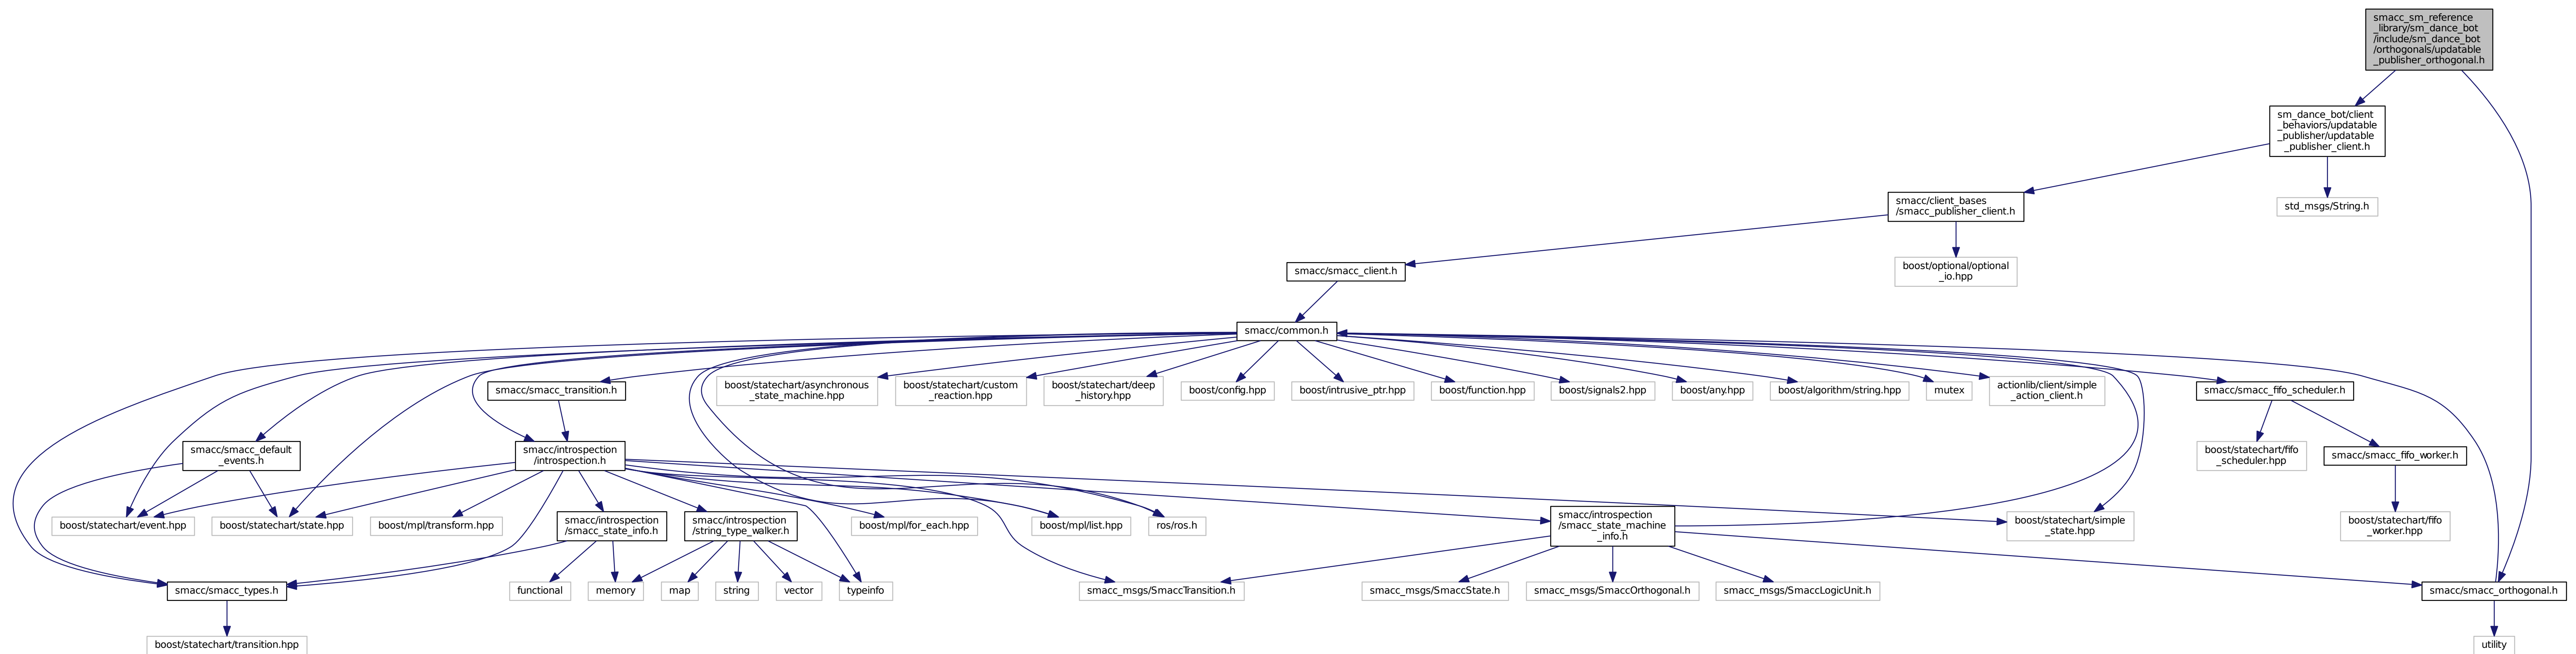 smacc_sm_reference
_library/sm_dance_bot
/include/sm_dance_bot
/orthogonals/updatable
_publisher_orthogonal.h
sm_dance_bot/client
_behaviors/updatable
_publisher/updatable
_publisher_client.h
smacc/client_bases
/smacc_publisher_client.h
std_msgs/String.h
smacc/smacc_client.h
boost/optional/optional
_io.hpp
smacc/common.h
smacc/smacc_transition.h
boost/statechart/asynchronous
_state_machine.hpp
boost/statechart/custom
_reaction.hpp
boost/statechart/deep
_history.hpp
boost/config.hpp
boost/intrusive_ptr.hpp
boost/function.hpp
boost/signals2.hpp
boost/any.hpp
boost/algorithm/string.hpp
mutex
actionlib/client/simple
_action_client.h
smacc/smacc_fifo_scheduler.h
smacc/smacc_default
_events.h
smacc/introspection
/introspection.h
boost/statechart/fifo
_scheduler.hpp
smacc/smacc_fifo_worker.h
boost/statechart/event.hpp
boost/statechart/state.hpp
boost/mpl/transform.hpp
smacc/introspection
/smacc_state_info.h
smacc/introspection
/string_type_walker.h
boost/mpl/for_each.hpp
boost/mpl/list.hpp
ros/ros.h
smacc/introspection
/smacc_state_machine
_info.h
boost/statechart/simple
_state.hpp
boost/statechart/fifo
_worker.hpp
smacc/smacc_types.h
functional
memory
map
string
vector
typeinfo
smacc_msgs/SmaccTransition.h
smacc_msgs/SmaccState.h
smacc_msgs/SmaccOrthogonal.h
smacc_msgs/SmaccLogicUnit.h
smacc/smacc_orthogonal.h
boost/statechart/transition.hpp
utility